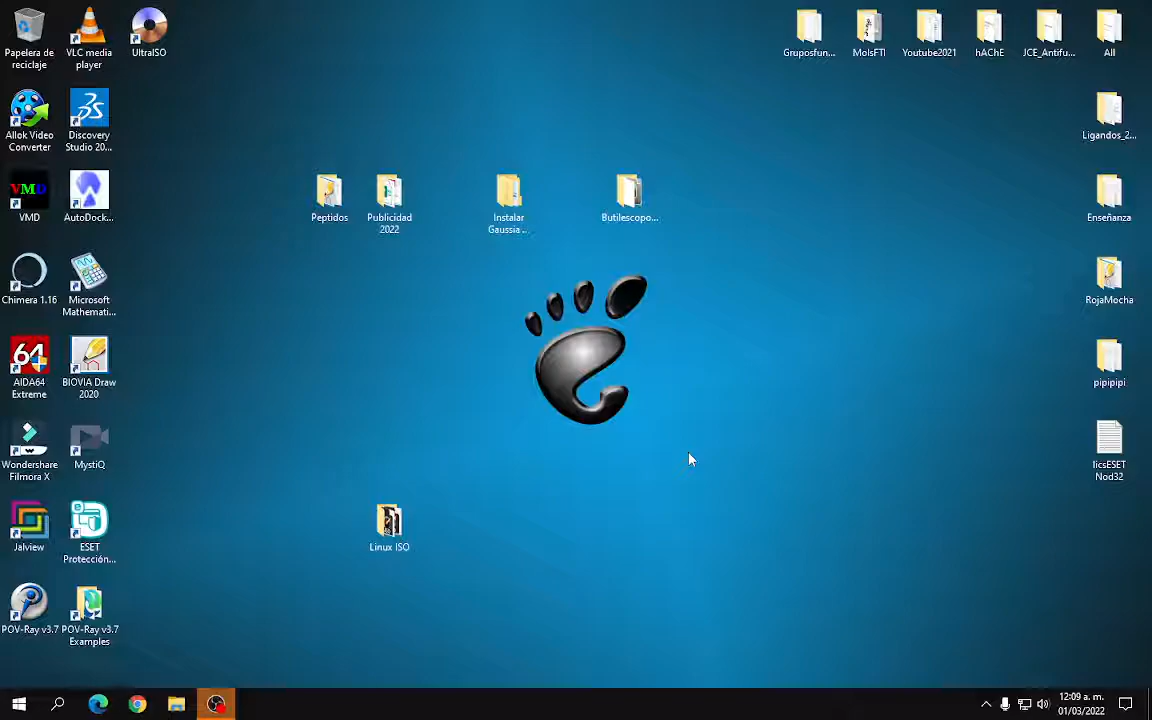 Papelera de
reciclaje
VLC media
player
UltraISO
Gruposfun...
MolsFTI
Youtube2021
hAChE
JCE_Antifu...
All
Allok Video
Converter
Discovery
Studio 20...
Ligandos_2...
VMD
VMD
AutoDock...
Peptidos
Publicidad
2022
Instalar
Gaussia ...
Butilescopo...
Enseñanza
Chimera 1.16
Microsoft
Mathemati...
RojaMocha
64
AIDA64
Extreme
BIOVIA Draw
2020
pipipipi
Wondershare
Filmora X
MystiQ
licsESET
Nod32
Jalview
ESET
Protección...
Linux ISO
POV-Ray v3.7
POV-Ray v3.7
Examples
12:09 a. m.
01/03/2022